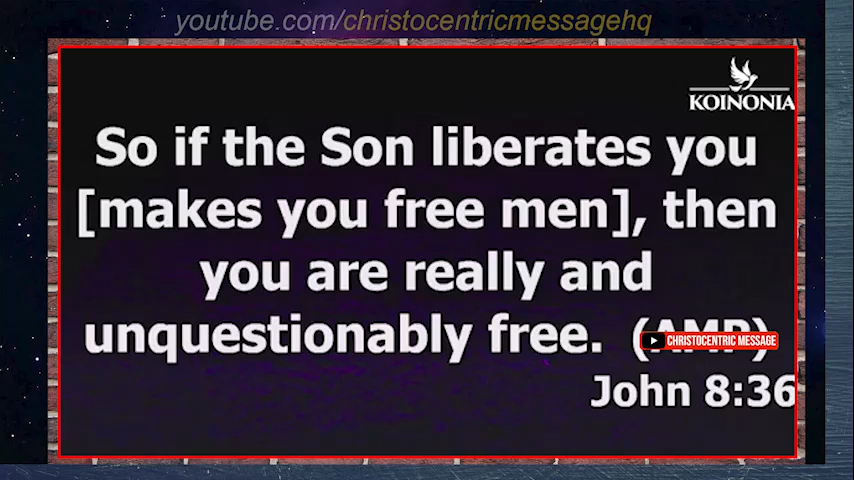 youtube.com/christocentricmessagehq
KOINONIA
So if the Son liberates you
[makes you free men], then
you are really and
unquestionably free. (AMP)
CHRISTOCENTRIC MESSAGE
John 8:36